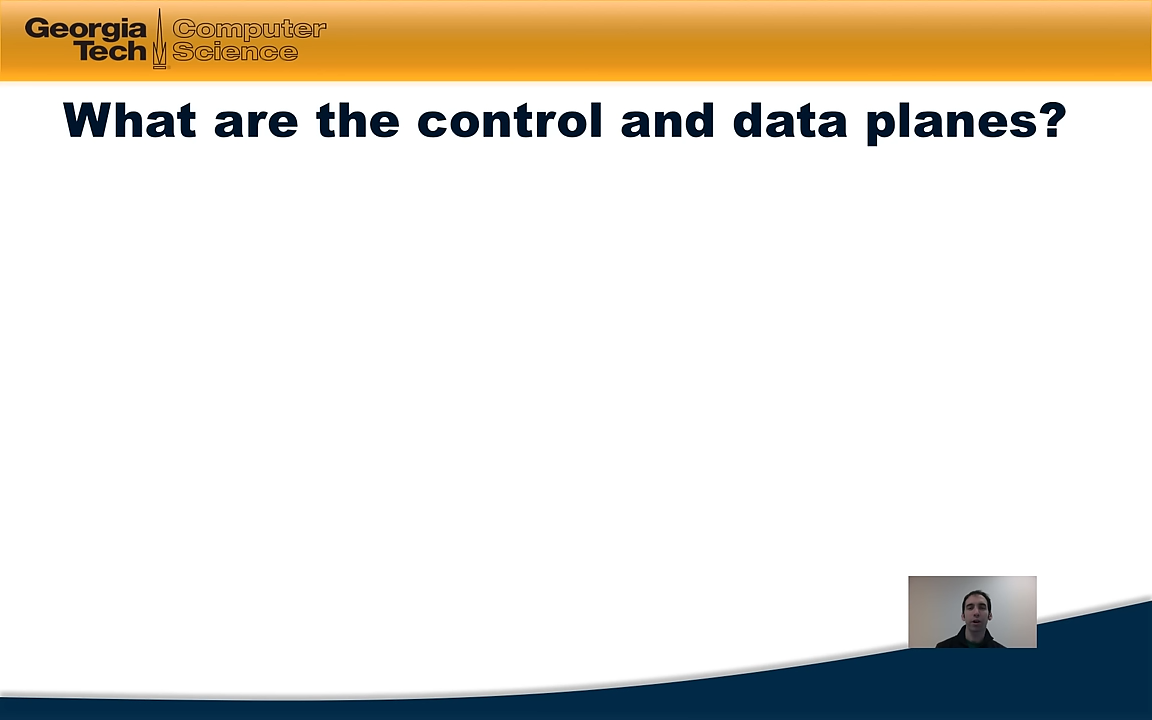 Georgia Tech
Computer Science
What are the control and data planes?